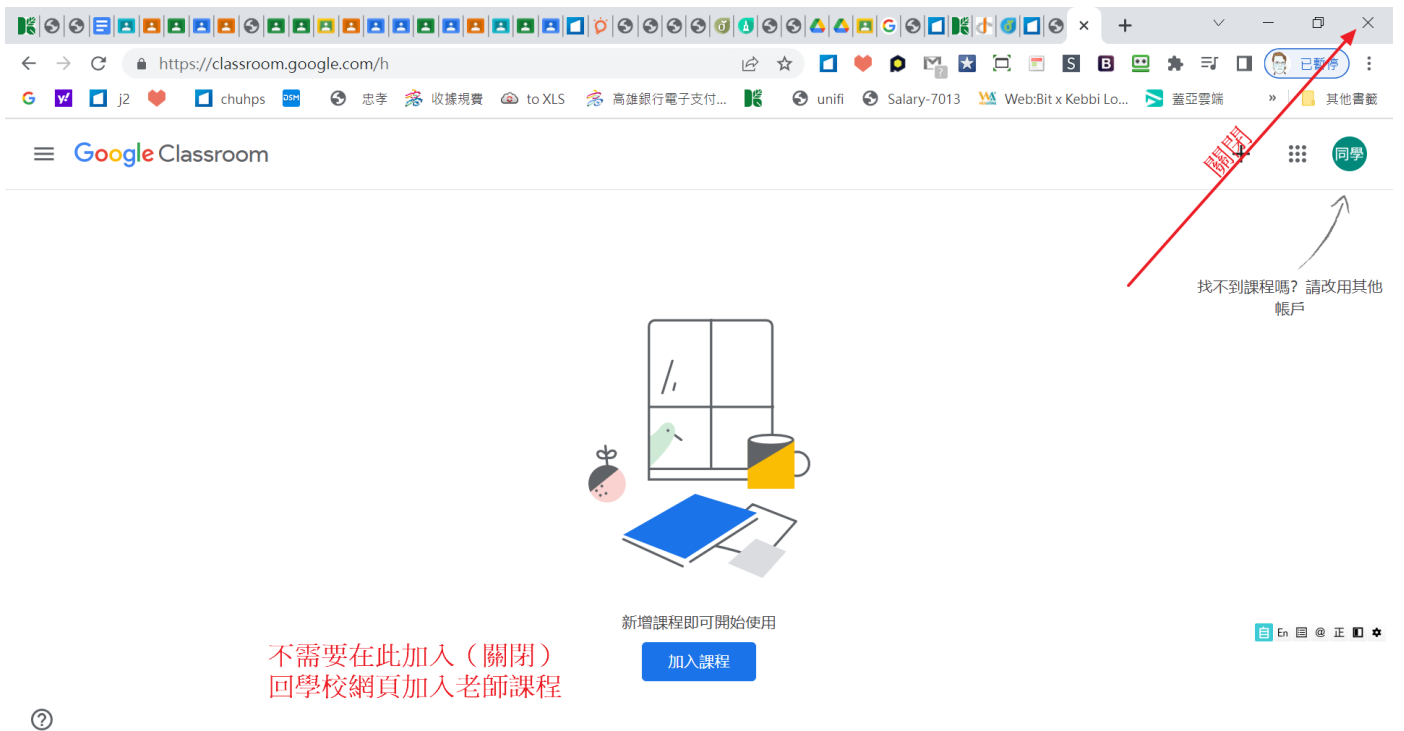 https://classroom.google.com/h
已暫停
j2
chuhps
DSM
忠孝
收據規費
to XLS
高雄銀行電子支付...
unifi
Salary-7013
Web:Bit x Kebbi Lo...
蓋亞雲端
»
其他書籤
Google Classroom
關閉
同學
找不到課程嗎？請改用其他
帳戶
新增課程即可開始使用
加入課程
不需要在此加入（關閉）
回學校網頁加入老師課程
自 En @ 正